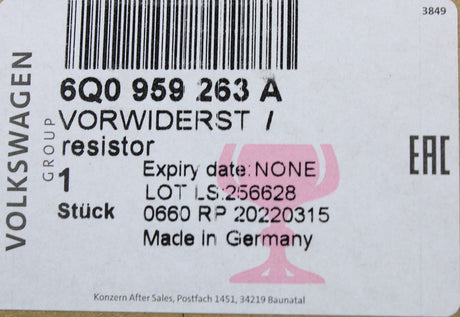 3849
VOLKSWAGEN
GROUP
6Q0 959 263 A
VORWIDERST /
resistor
1
Stück
Expiry date: NONE
LOT LS:256628
0660 RP 20220315
Made in Germany
EAC
Konzern After Sales, Postfach 1451, 34219 Baunatal